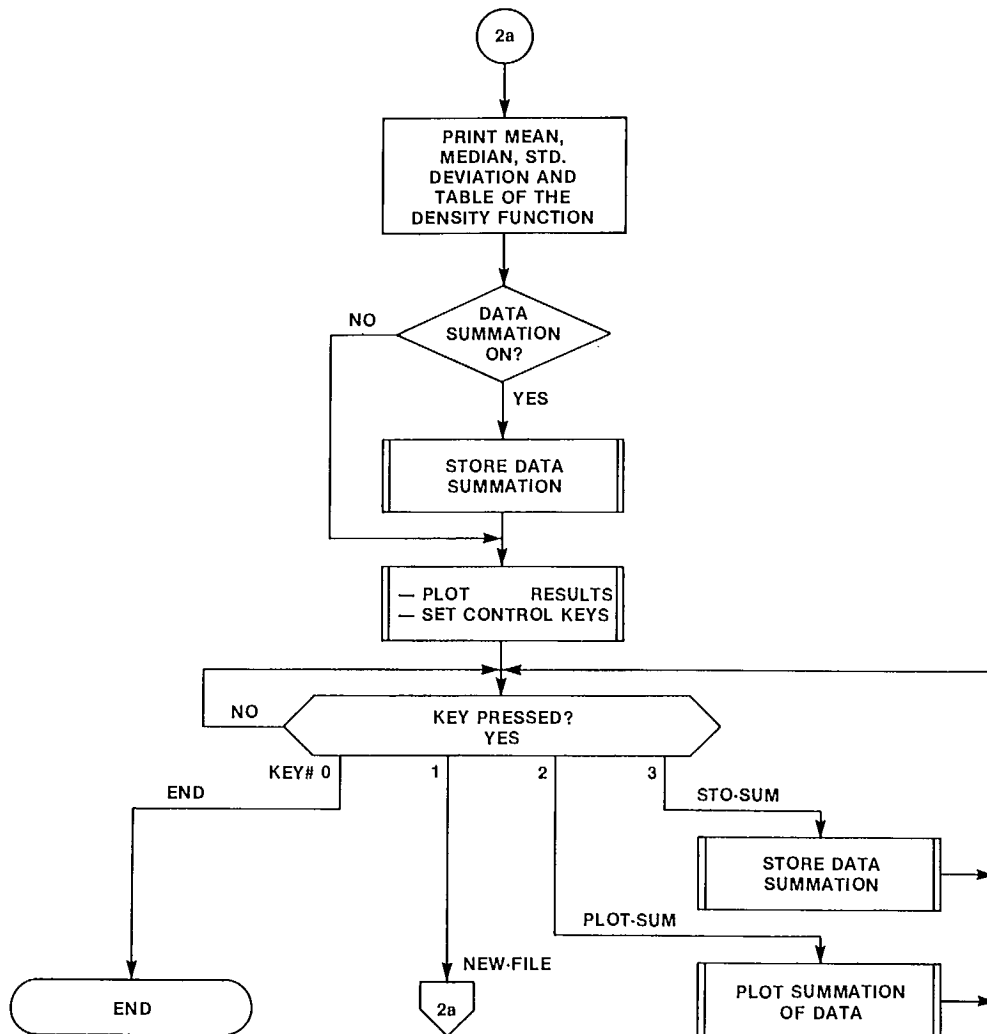 2a
PRINT MEAN,
MEDIAN, STD.
DEVIATION AND
TABLE OF THE
DENSITY FUNCTION
DATA
SUMMATION
ON?
NO
YES
STORE DATA
SUMMATION
— PLOT RESULTS
— SET CONTROL KEYS
NO
KEY PRESSED?
YES
KEY# 0
1
2
3
END
STO-SUM
STORE DATA
SUMMATION
PLOT-SUM
NEW-FILE
END
2a
PLOT SUMMATION
OF DATA